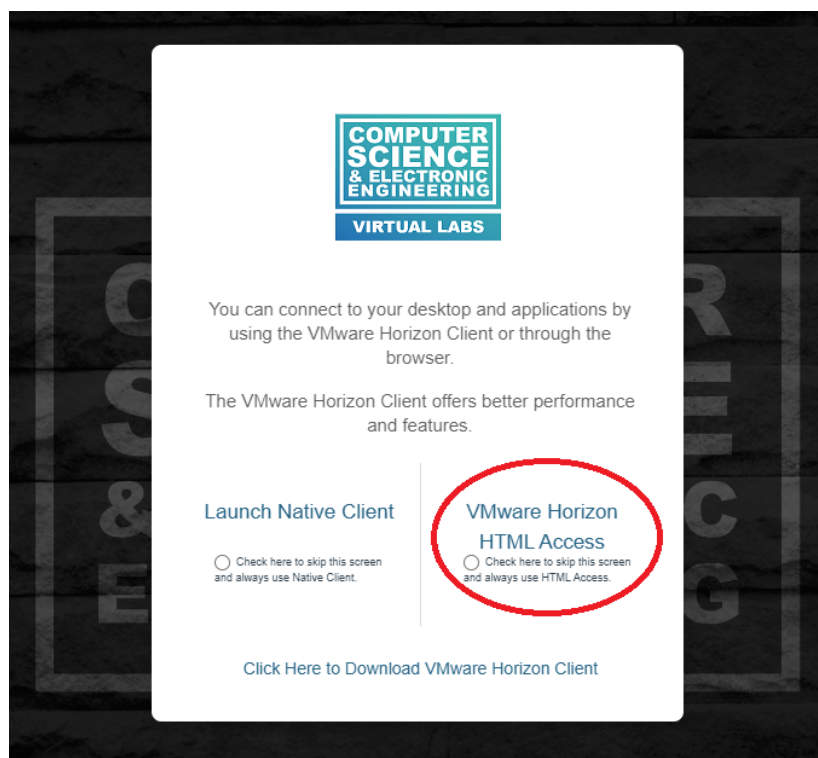 COMPUTER
SCIENCE
& ELECTRONIC
ENGINEERING
VIRTUAL LABS
You can connect to your desktop and applications by
using the VMware Horizon Client or through the
browser.
The VMware Horizon Client offers better performance
and features.
Launch Native Client
Check here to skip this screen
and always use Native Client.
VMware Horizon
HTML Access
Check here to skip this screen
and always use HTML Access.
Click Here to Download VMware Horizon Client